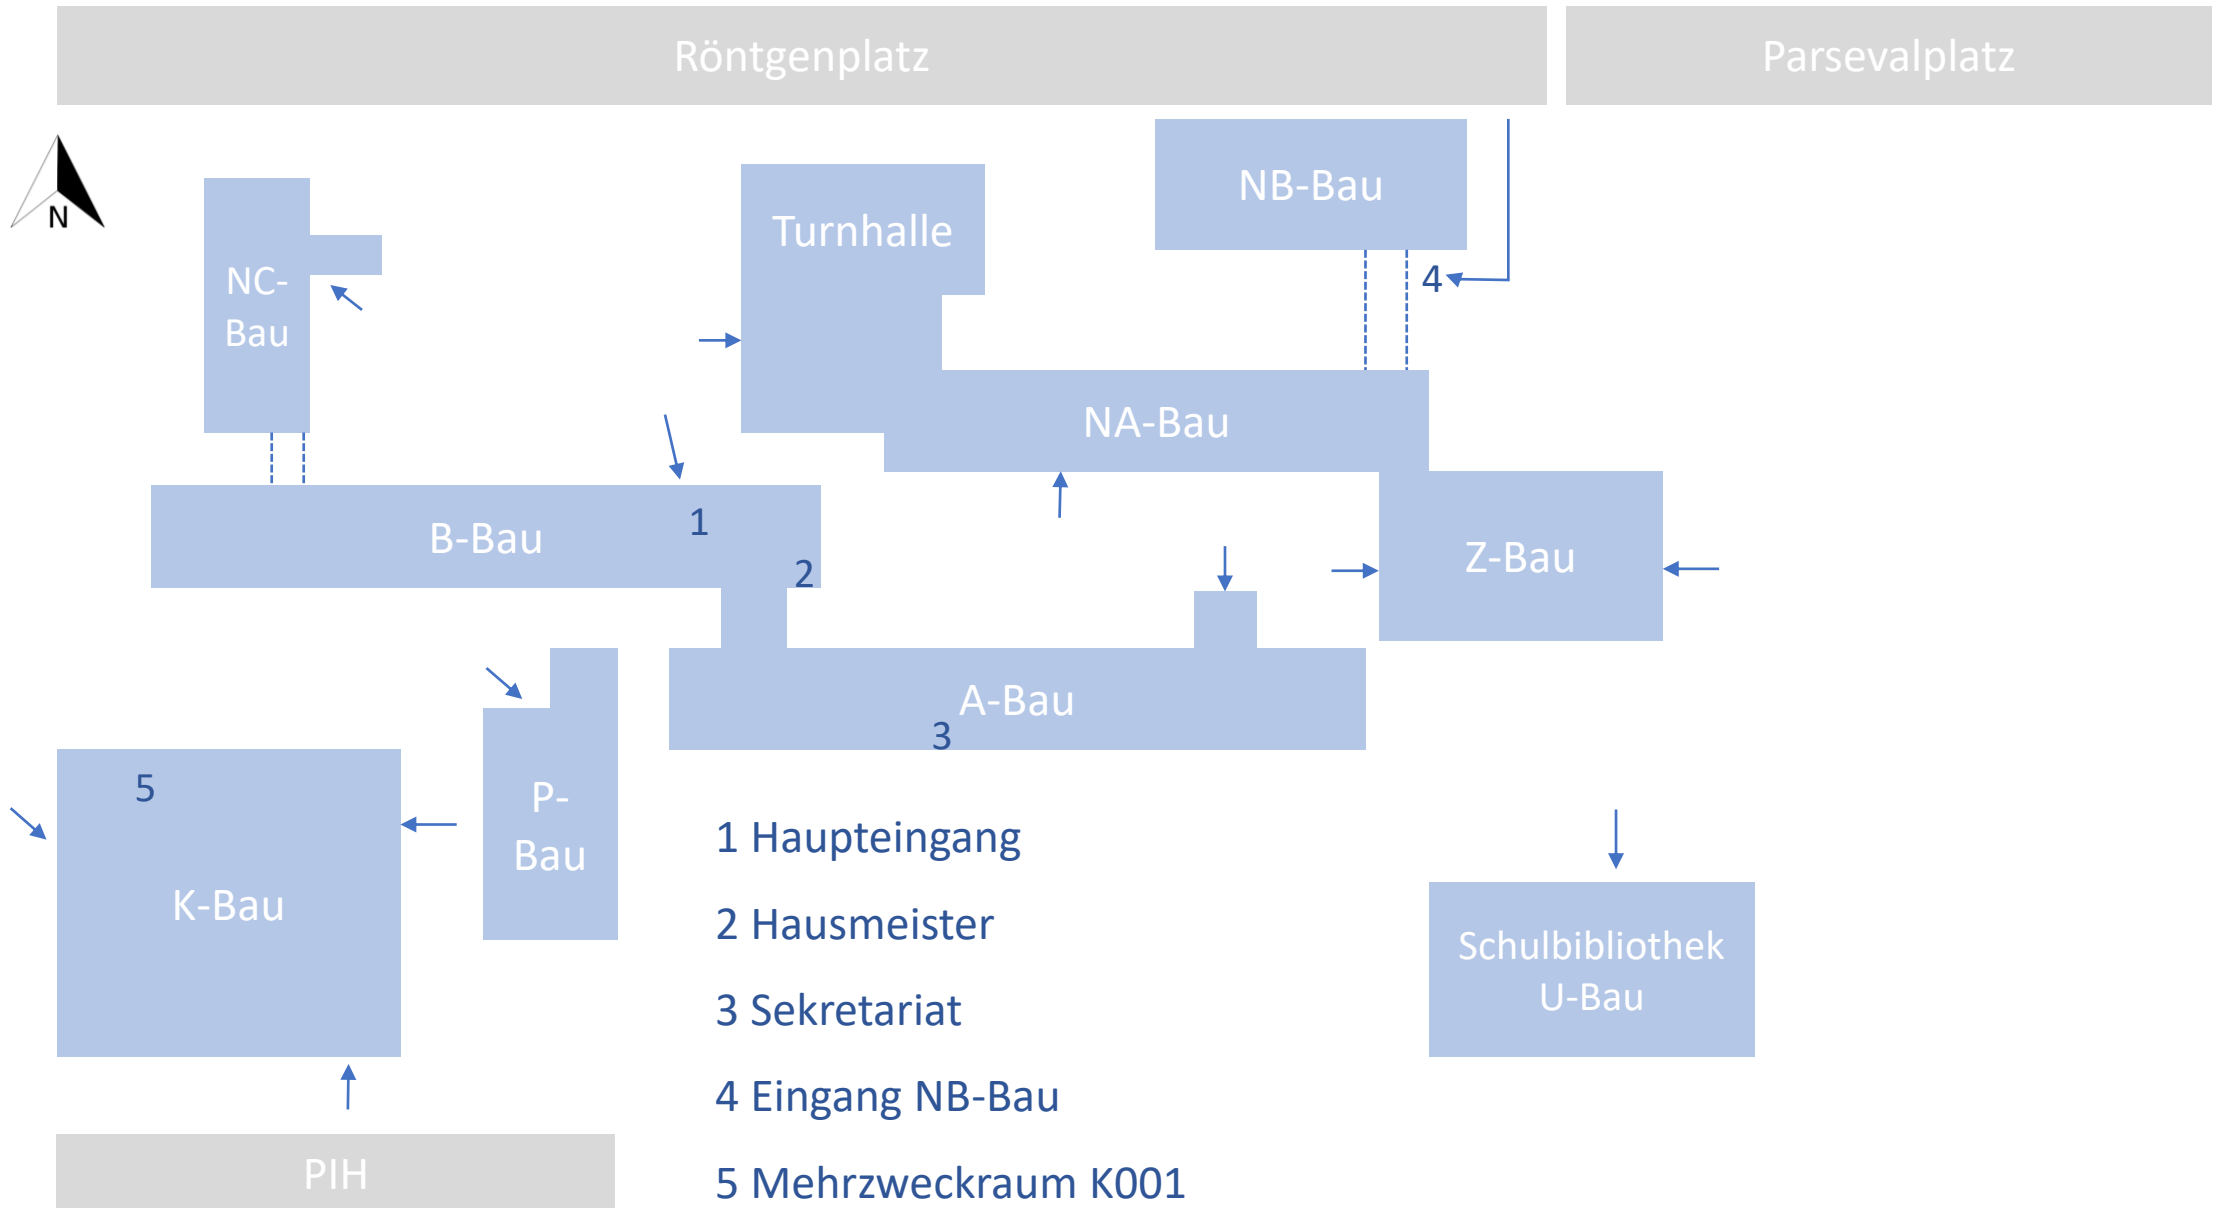 Röntgenplatz
Parsevalplatz
N
NB-Bau
Turnhalle
NC-
Bau
4
NA-Bau
1
B-Bau
2
Z-Bau
A-Bau
3
5
P-
Bau
K-Bau
1 Haupteingang
2 Hausmeister
3 Sekretariat
4 Eingang NB-Bau
5 Mehrzweckraum K001
Schulbibliothek
U-Bau
PIH